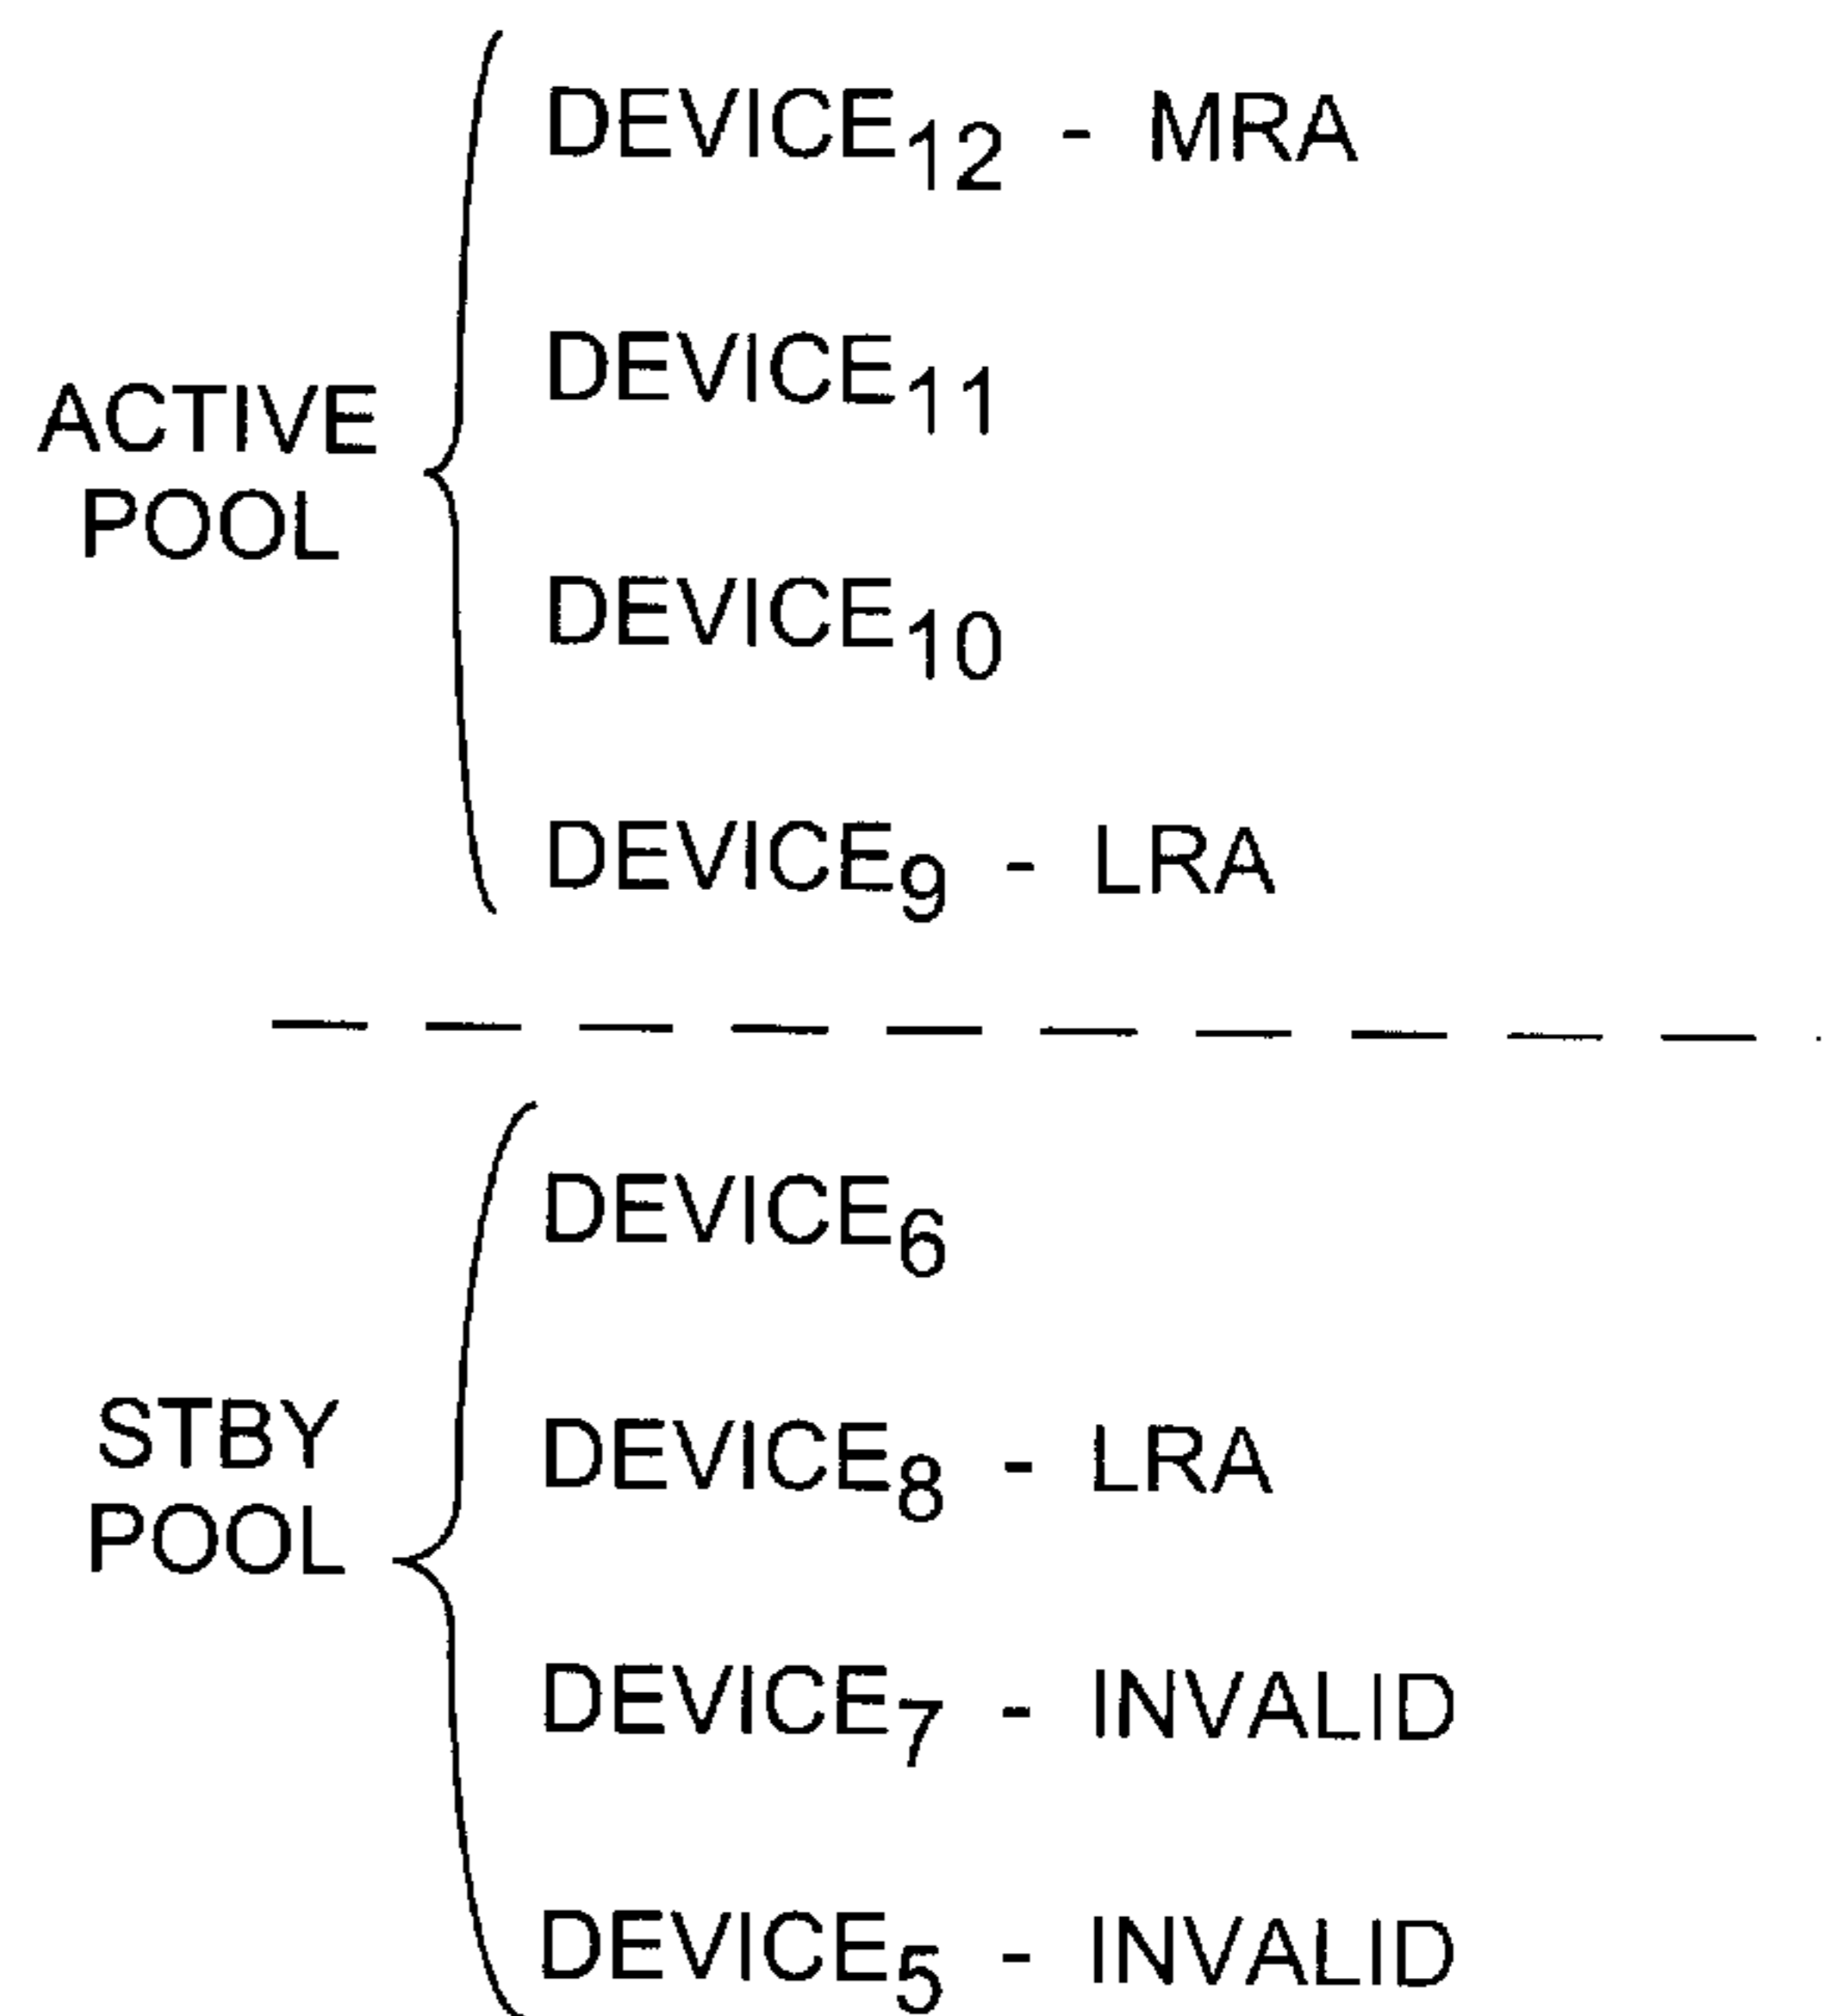 DEVICE₁₂ - MRA
DEVICE₁₁
ACTIVE
POOL
DEVICE₁₀
DEVICE₉ - LRA
DEVICE₆
STBY
POOL
DEVICE₈ - LRA
DEVICE₇ - INVALID
DEVICE₅ - INVALID